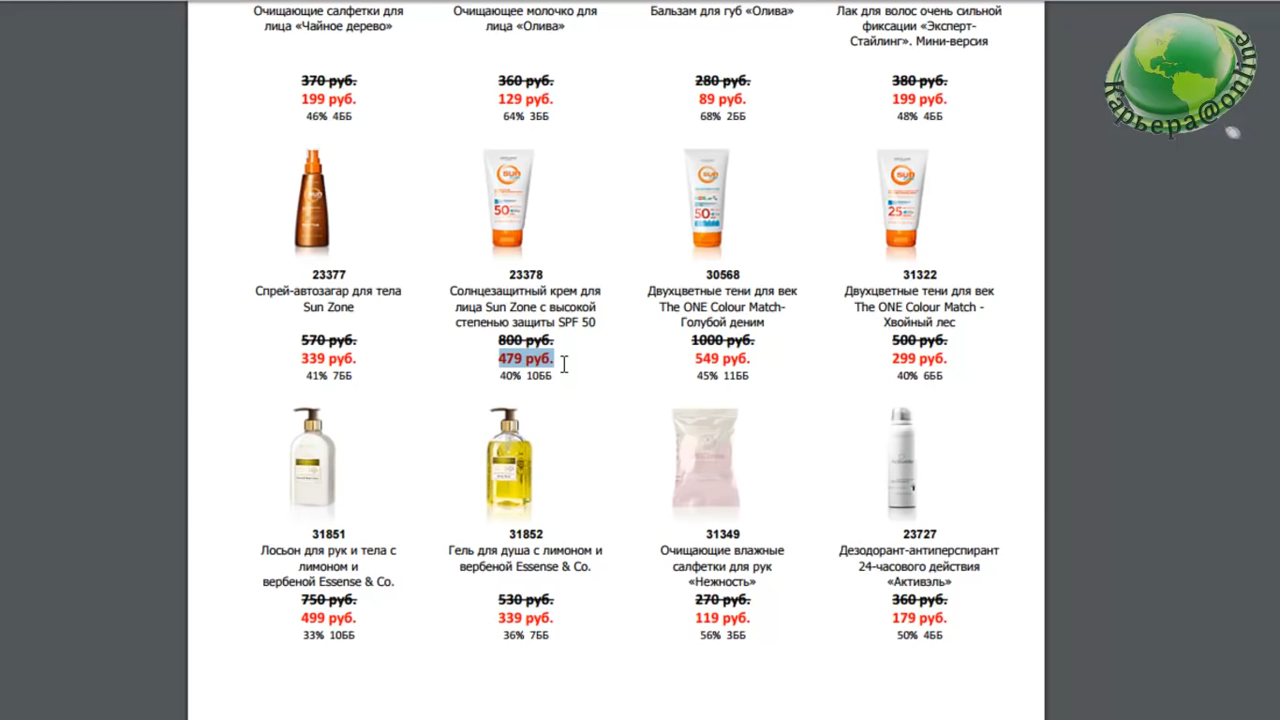 Очищающие салфетки для
лица «Чайное дерево»
370 руб.
199 руб.
46% 4ББ
Очищающее молочко для
лица «Олива»
360 руб.
129 руб.
64% 3ББ
Бальзам для губ «Олива»
280 руб.
89 руб.
68% 2ББ
Лак для волос очень сильной
фиксации «Эксперт-
Стайлинг». Мини-версия
380 руб.
199 руб.
48% 4ББ
SUN
23377
Спрей-автозагар для тела
Sun Zone
570 руб.
339 руб.
41% 7ББ
SUN
50
23378
Солнцезащитный крем для
лица Sun Zone с высокой
степенью защиты SPF 50
800 руб.
479 руб.
40% 10ББ
SUN
50
30568
Двухцветные тени для век
The ONE Colour Match-
Голубой деним
1000 руб.
549 руб.
45% 11ББ
SUN
25
31322
Двухцветные тени для век
The ONE Colour Match -
Хвойный лес
500 руб.
299 руб.
40% 6ББ
31851
Лосьон для рук и тела с
лимоном и
вербеной Essense & Co.
750 руб.
499 руб.
33% 10ББ
31852
Гель для душа с лимоном и
вербеной Essense & Co.
530 руб.
339 руб.
36% 7ББ
31349
Очищающие влажные
салфетки для рук
«Нежность»
270 руб.
119 руб.
56% 3ББ
23727
Дезодорант-антиперспирант
24-часового действия
«Активэль»
360 руб.
179 руб.
50% 4ББ
Карьера@online